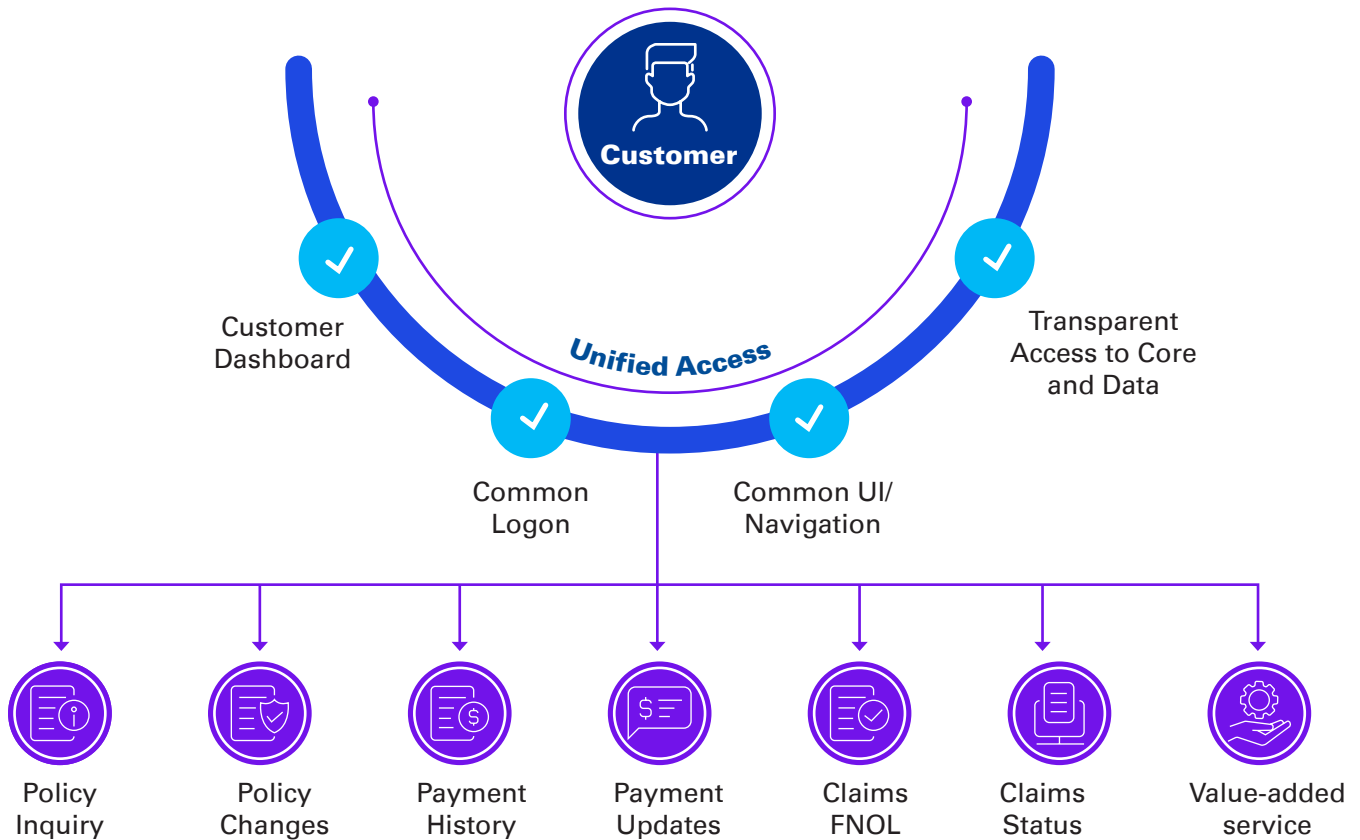 Customer
Unified Access
Customer
Dashboard
Transparent
Access to Core
and Data
Common
Logon
Common UI/
Navigation
Policy
Inquiry
Policy
Changes
Payment
History
Payment
Updates
Claims
FNOL
Claims
Status
Value-added
service